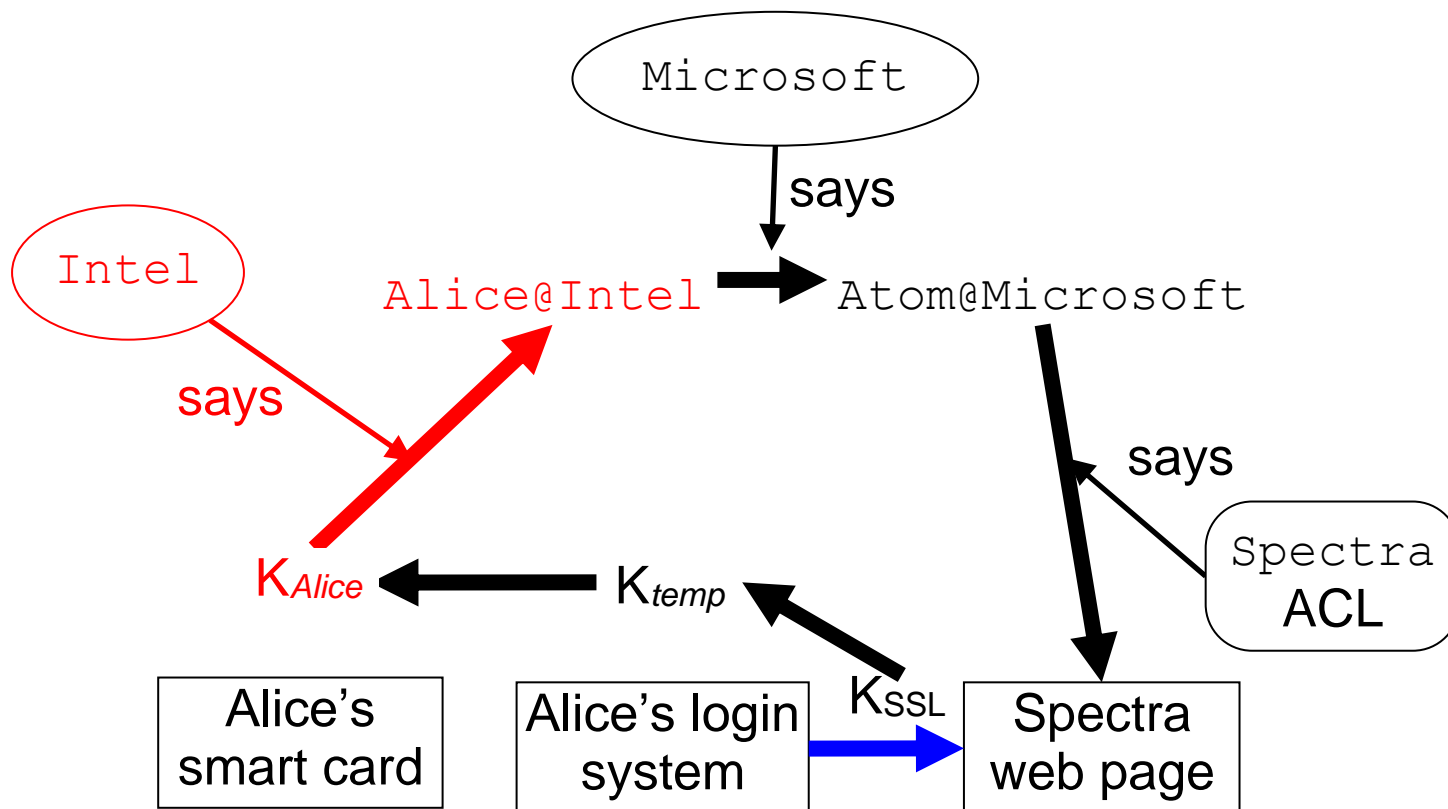 Microsoft
says
Intel
Alice@Intel
Atom@Microsoft
says
says
Spectra
ACL
KAlice
Ktemp
KSSL
Alice’s
smart card
Alice’s login
system
Spectra
web page